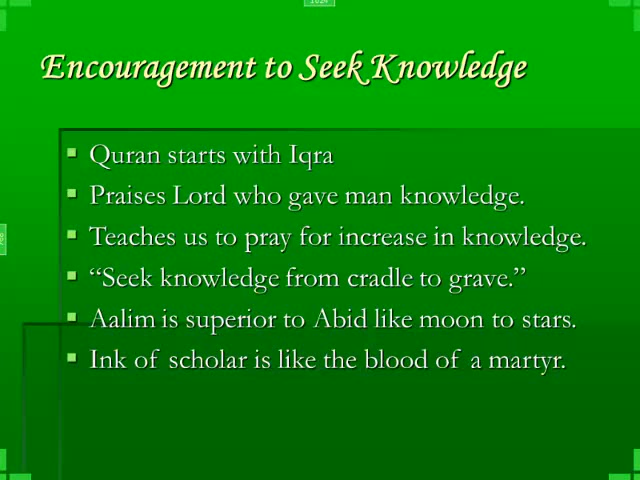 1024
Encouragement to Seek Knowledge
Quran starts with Iqra
Praises Lord who gave man knowledge.
Teaches us to pray for increase in knowledge.
“Seek knowledge from cradle to grave.”
Aalim is superior to Abid like moon to stars.
Ink of scholar is like the blood of a martyr.